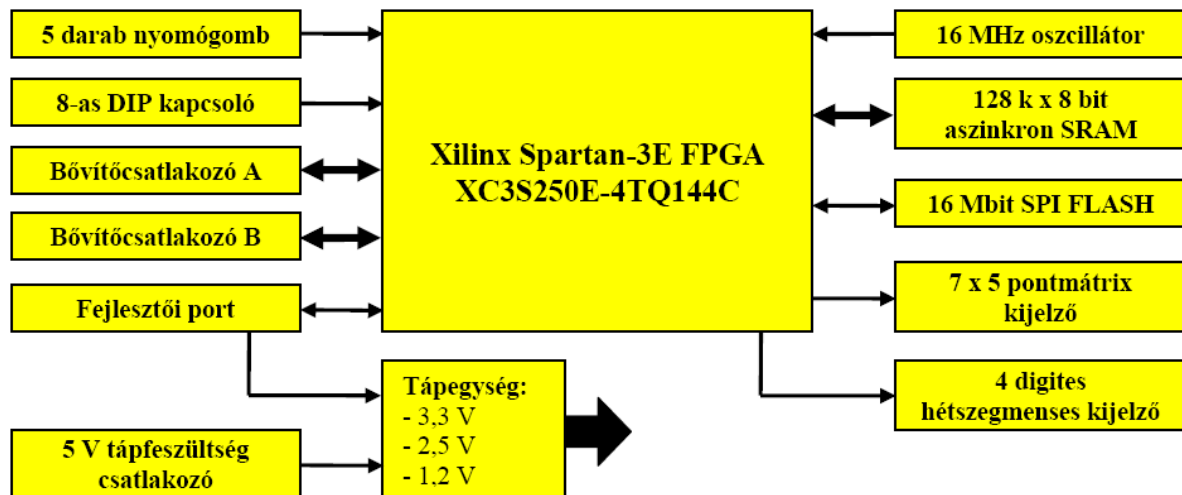 5 darab nyomógomb
8-as DIP kapcsoló
Bővítőcsatlakozó A
Bővítőcsatlakozó B
Fejlesztői port
5 V tápfeszültség
csatlakozó
Xilinx Spartan-3E FPGA
XC3S250E-4TQ144C
Tápegység:
- 3,3 V
- 2,5 V
- 1,2 V
16 MHz oszcillátor
128 k x 8 bit
aszinkron SRAM
16 Mbit SPI FLASH
7 x 5 pontmátrix
kijelző
4 digites
hétszegmenses kijelző